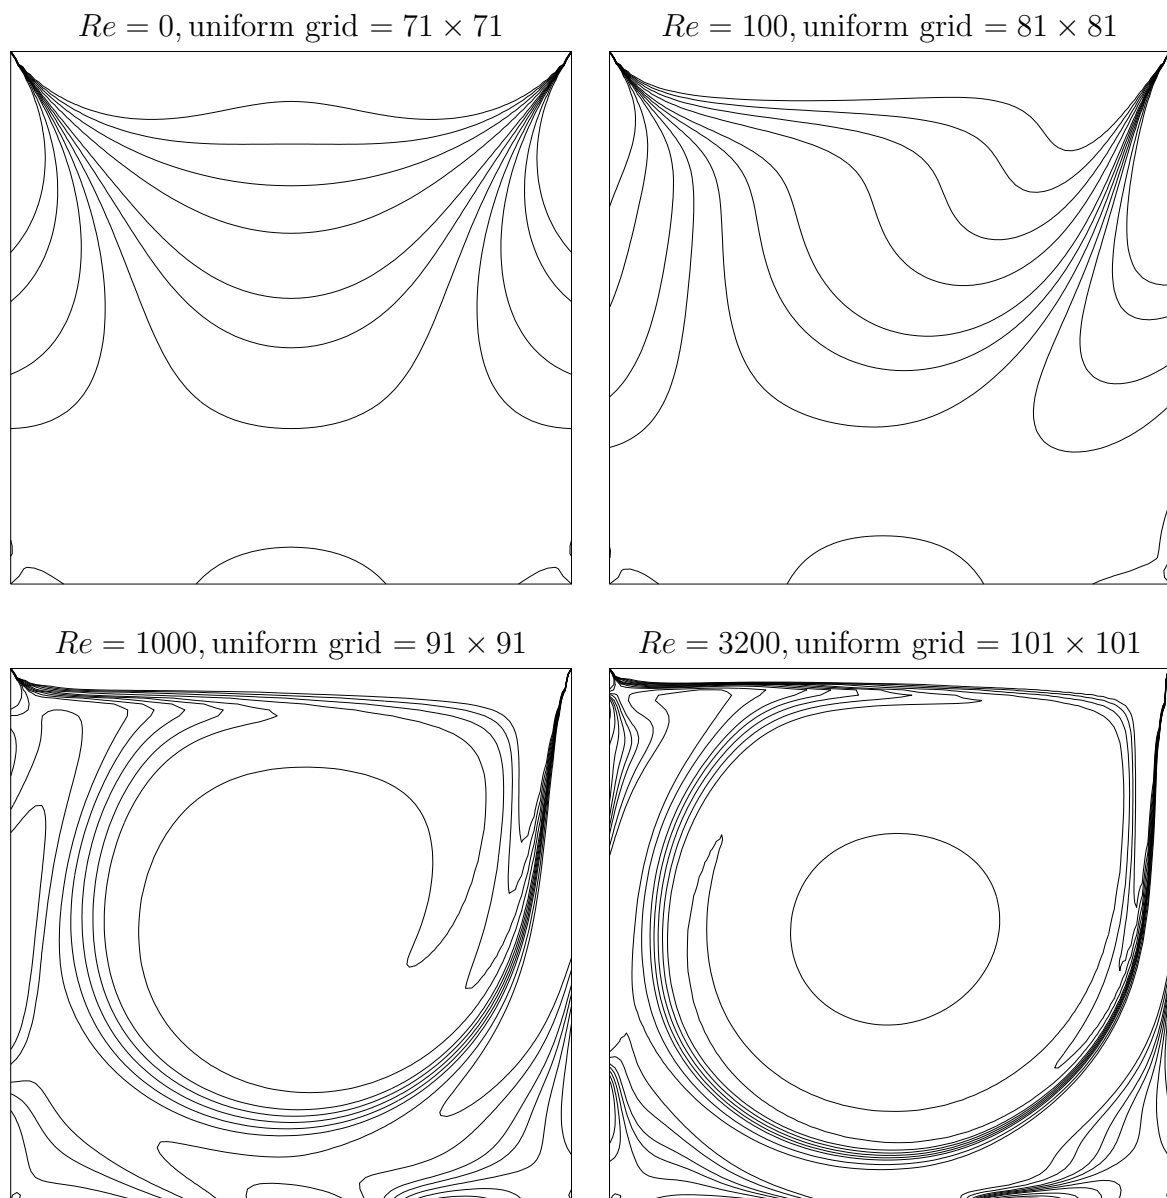 Re = 0, uniform grid = 71 × 71
Re = 100, uniform grid = 81 × 81
Re = 1000, uniform grid = 91 × 91
Re = 3200, uniform grid = 101 × 101